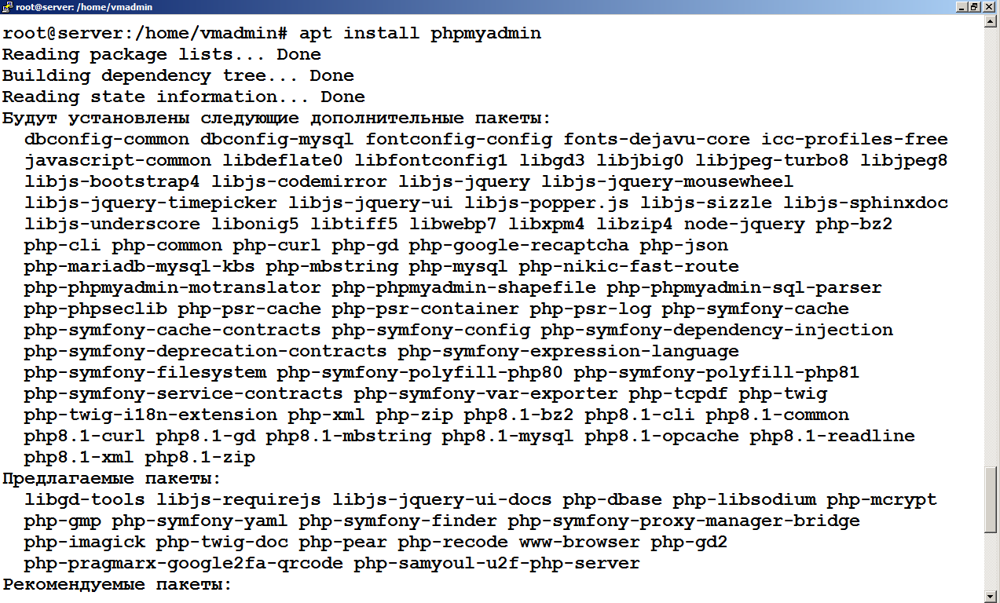 root@server: /home/vmadmin
root@server:/home/vmadmin# apt install phpmyadmin
Reading package lists... Done
Building dependency tree... Done
Reading state information... Done
Будут установлены следующие дополнительные пакеты:
  dbconfig-common dbconfig-mysql fontconfig-config fonts-dejavu-core icc-profiles-free
  javascript-common libdeflate0 libfontconfig1 libgd3 libjbig0 libjpeg-turbo8 libjpeg8
  libjs-bootstrap4 libjs-codemirror libjs-jquery libjs-jquery-mousewheel
  libjs-jquery-timepicker libjs-jquery-ui libjs-popper.js libjs-sizzle libjs-sphinxdoc
  libjs-underscore libonig5 libtiff5 libwebp7 libxpm4 libzip4 node-jquery php-bz2
  php-cli php-common php-curl php-gd php-google-recaptcha php-json
  php-mariadb-mysql-kbs php-mbstring php-mysql php-nikic-fast-route
  php-phpmyadmin-motranslator php-phpmyadmin-shapefile php-phpmyadmin-sql-parser
  php-phpseclib php-psr-cache php-psr-container php-psr-log php-symfony-cache
  php-symfony-cache-contracts php-symfony-config php-symfony-dependency-injection
  php-symfony-deprecation-contracts php-symfony-expression-language
  php-symfony-filesystem php-symfony-polyfill-php80 php-symfony-polyfill-php81
  php-symfony-service-contracts php-symfony-var-exporter php-tcpdf php-twig
  php-twig-i18n-extension php-xml php-zip php8.1-bz2 php8.1-cli php8.1-common
  php8.1-curl php8.1-gd php8.1-mbstring php8.1-mysql php8.1-opcache php8.1-readline
  php8.1-xml php8.1-zip
Предлагаемые пакеты:
  libgd-tools libjs-requirejs libjs-jquery-ui-docs php-dbase php-libsodium php-mcrypt
  php-gmp php-symfony-yaml php-symfony-finder php-symfony-proxy-manager-bridge
  php-imagick php-twig-doc php-pear php-recode www-browser php-gd2
  php-pragmarx-google2fa-qrcode php-samyoul-u2f-php-server
Рекомендуемые пакеты: